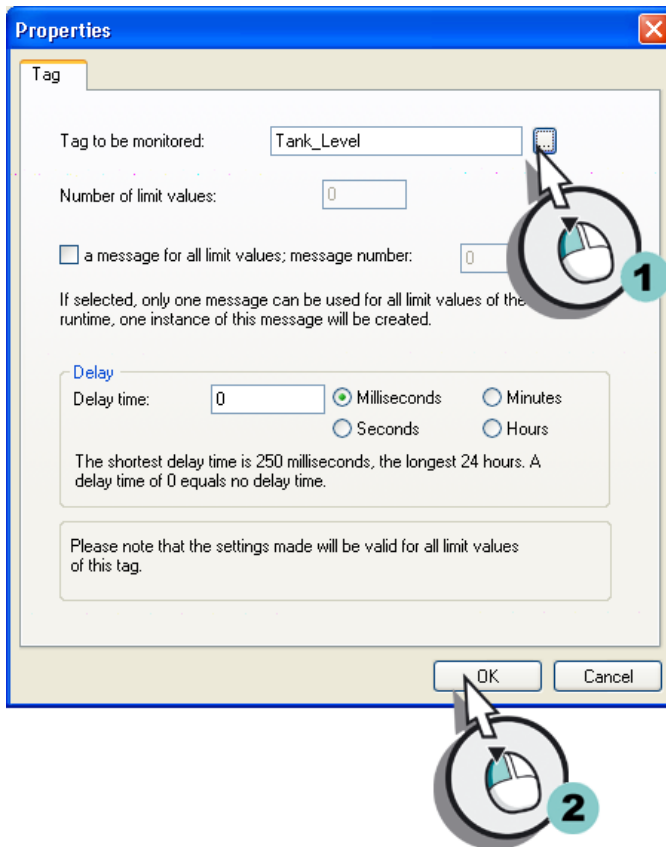 Properties
Tag
Tag to be monitored: Tank_Level ...
Number of limit values: 0
a message for all limit values; message number: 0
1
If selected, only one message can be used for all limit values of the
runtime, one instance of this message will be created.
Delay
Delay time: 0 Milliseconds Minutes
Seconds Hours
The shortest delay time is 250 milliseconds, the longest 24 hours. A
delay time of 0 equals no delay time.
Please note that the settings made will be valid for all limit values
of this tag.
OK Cancel
2